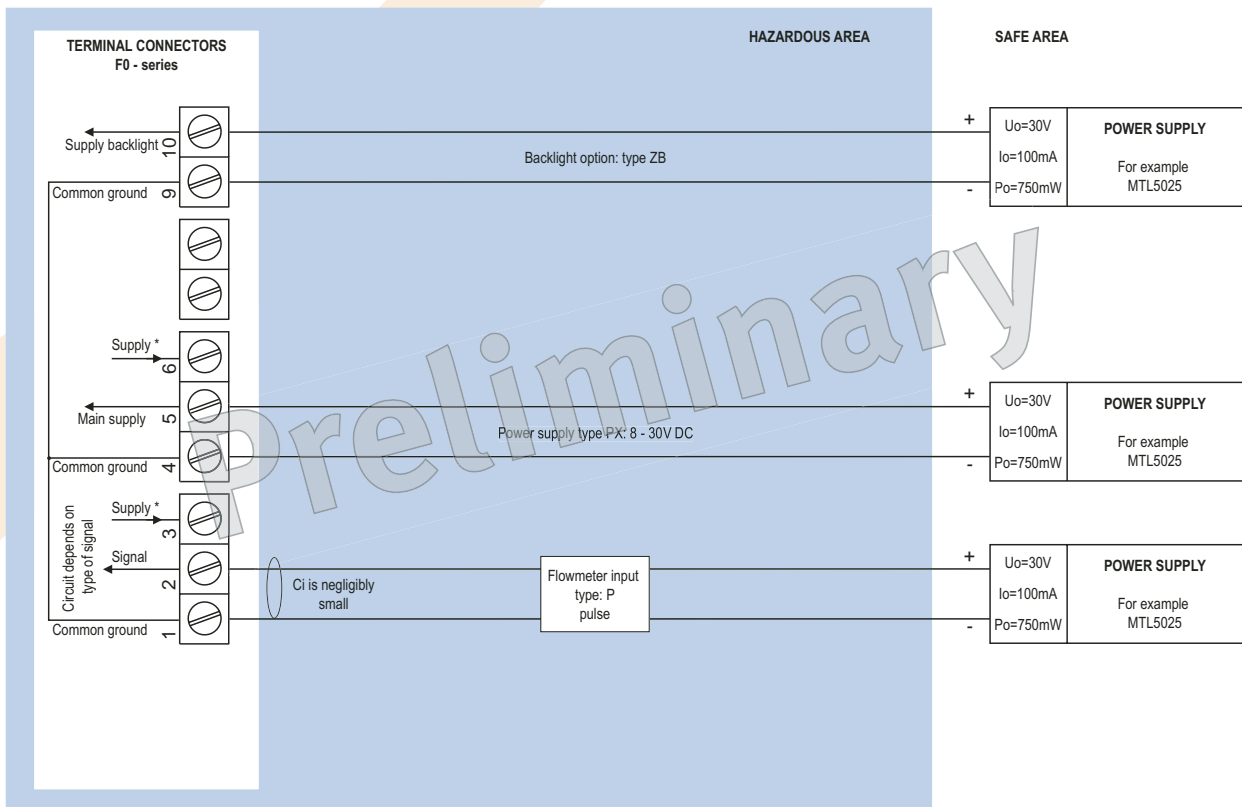 TERMINAL CONNECTORS
F0 - series
HAZARDOUS AREA
SAFE AREA
Supply backlight
10
Common ground
9
Supply *
6
Main supply
5
Common ground
4
Supply *
3
Signal
2
Common ground
1
Circuit depends on
type of signal
Backlight option: type ZB
Power supply type PX: 8 - 30V DC
Ci is negligibly
small
Flowmeter input
type: P
pulse
+
-
Uo=30V
Io=100mA
Po=750mW
POWER SUPPLY
For example
MTL5025
+
-
Uo=30V
Io=100mA
Po=750mW
POWER SUPPLY
For example
MTL5025
+
-
Uo=30V
Io=100mA
Po=750mW
POWER SUPPLY
For example
MTL5025
Preliminary